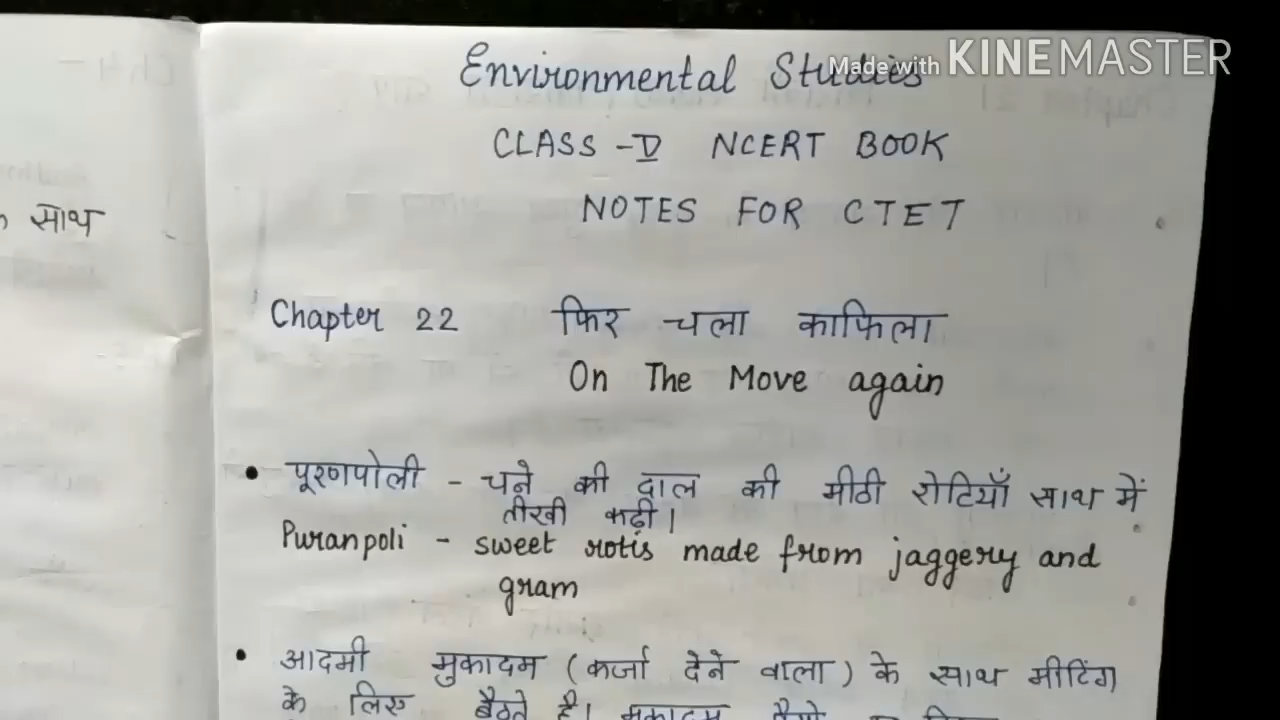 Made with KINEMASTER
Environmental Studies
CLASS -V NCERT BOOK
NOTES FOR CTET
साथ
Chapter 22 फिर चला काफिला
On The Move again
• पूरणपोली - चने की दाल की मीठी रोटियाँ साथ में
तीखी कढ़ी।
Puranpoli - sweet rotis made from jaggery and
gram
• आदमी मुकादम (कर्जा देने वाला) के साथ मीटिंग
के लिए बैठते है। मुकादम